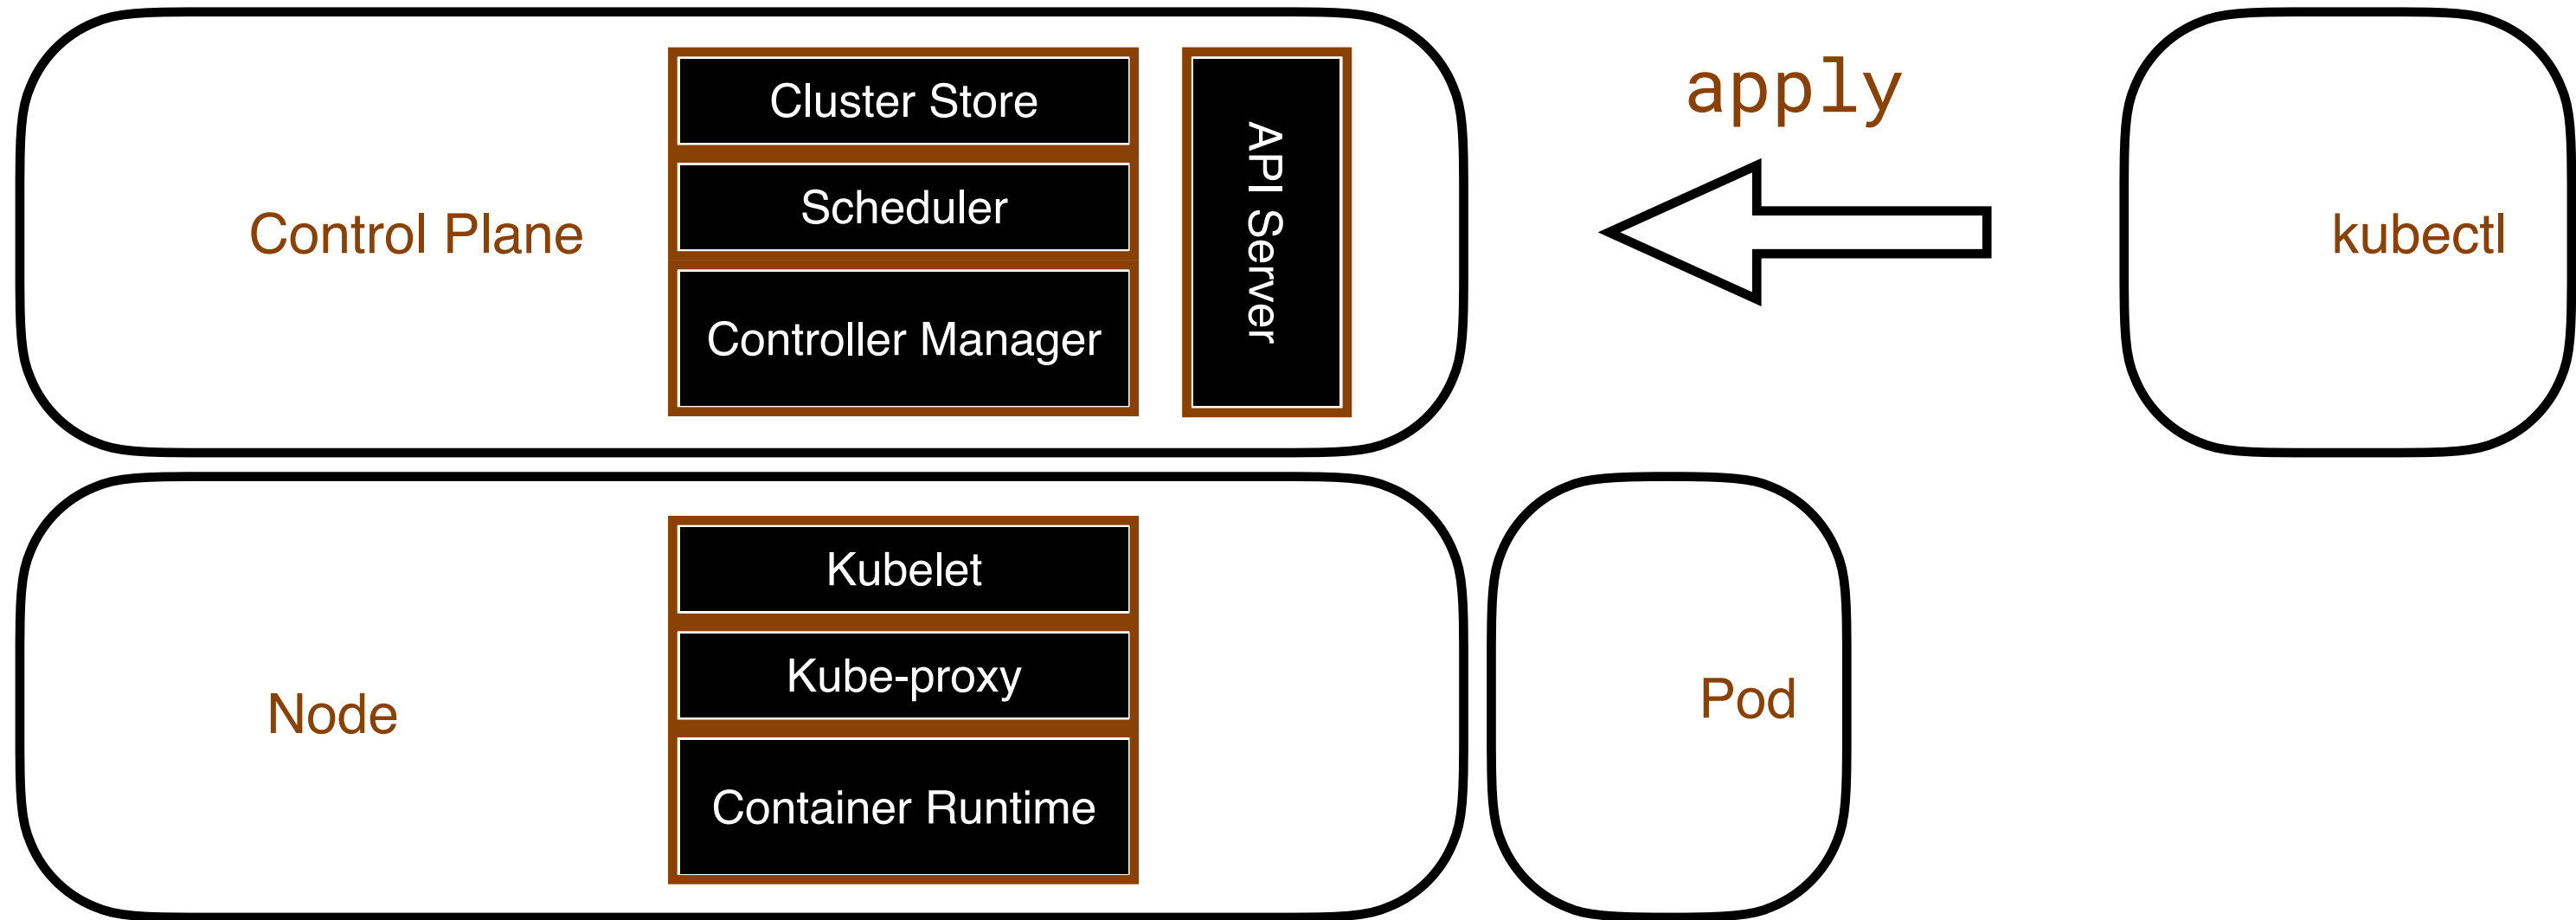 Control Plane
Cluster Store
Scheduler
Controller Manager
API Server
apply
kubectl
Node
Kubelet
Kube-proxy
Container Runtime
Pod